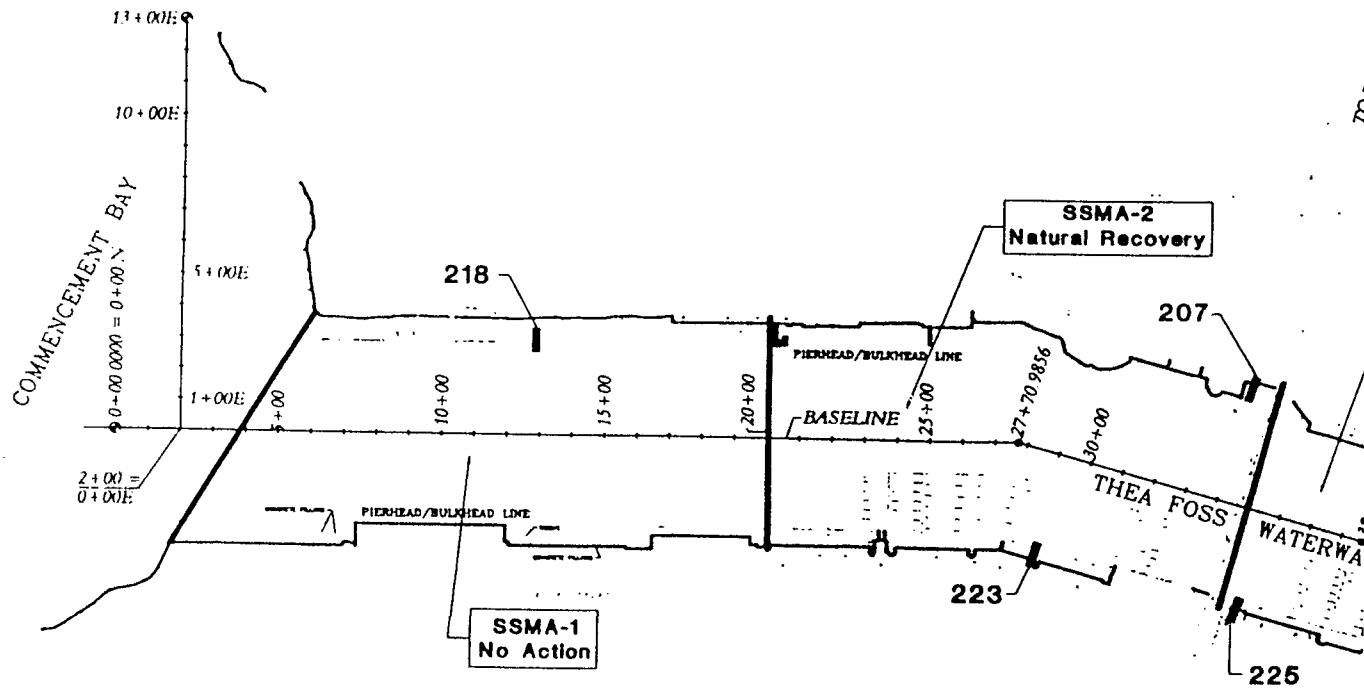 13+00E
10+00E
COMMENCEMENT BAY
0+00.0000 = 0+00 N
5+00E
1+00E
2+00 =
0+00E
218
SSMA-2
Natural Recovery
207
PIERHEAD/BULKHEAD LINE
5+00
10+00
15+00
20+00
25+00
27+70.9856
30+00
BASELINE
THEA FOSS WATERWA
PIERHEAD/BULKHEAD LINE
223
225
SSMA-1
No Action